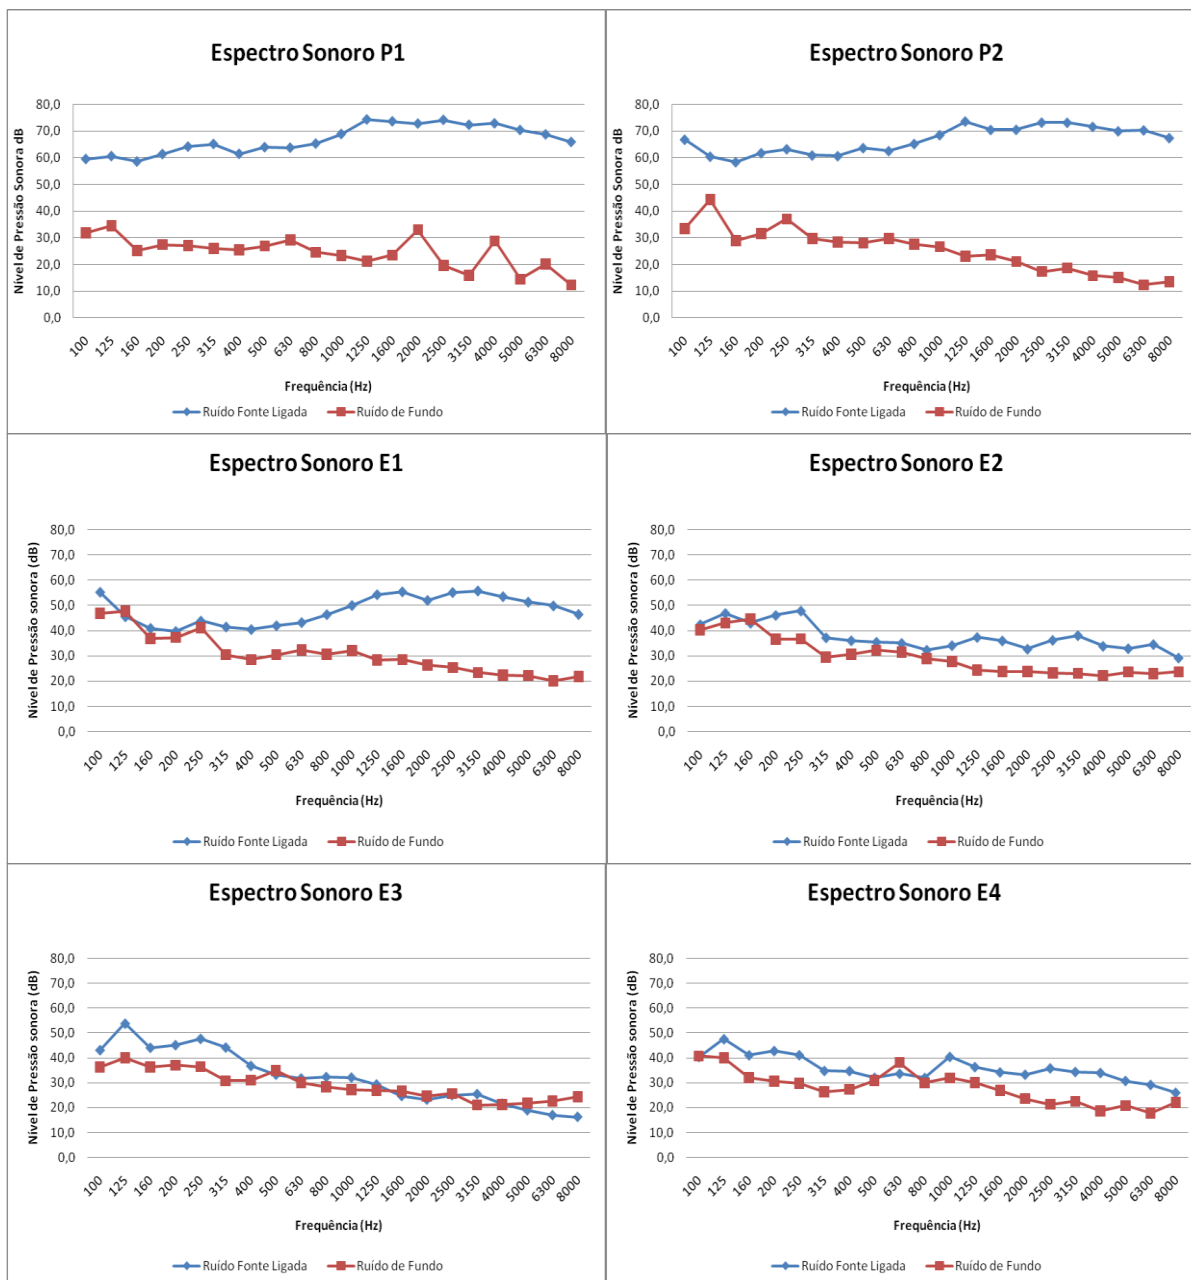 Espectro Sonoro P1
Nível de Pressão Sonora dB
80,0
70,0
60,0
50,0
40,0
30,0
20,0
10,0
0,0
100 125 160 200 250 315 400 500 630 800 1000 1250 1600 2000 2500 3150 4000 5000 6300 8000
Frequência (Hz)
Ruído Fonte Ligada Ruído de Fundo
Espectro Sonoro P2
Nível de Pressão Sonora dB
80,0
70,0
60,0
50,0
40,0
30,0
20,0
10,0
0,0
100 125 160 200 250 315 400 500 630 800 1000 1250 1600 2000 2500 3150 4000 5000 6300 8000
Frequência (Hz)
Ruído Fonte Ligada Ruído de Fundo
Espectro Sonoro E1
Nível de Pressão sonora (dB)
80,0
70,0
60,0
50,0
40,0
30,0
20,0
10,0
0,0
100 125 160 200 250 315 400 500 630 800 1000 1250 1600 2000 2500 3150 4000 5000 6300 8000
Frequência (Hz)
Ruído Fonte Ligada Ruído de Fundo
Espectro Sonoro E2
Nível de Pressão sonora (dB)
80,0
70,0
60,0
50,0
40,0
30,0
20,0
10,0
0,0
100 125 160 200 250 315 400 500 630 800 1000 1250 1600 2000 2500 3150 4000 5000 6300 8000
Frequência (Hz)
Ruído Fonte Ligada Ruído de Fundo
Espectro Sonoro E3
Nível de Pressão sonora (dB)
80,0
70,0
60,0
50,0
40,0
30,0
20,0
10,0
0,0
100 125 160 200 250 315 400 500 630 800 1000 1250 1600 2000 2500 3150 4000 5000 6300 8000
Frequência (Hz)
Ruído Fonte Ligada Ruído de Fundo
Espectro Sonoro E4
Nível de Pressão sonora (dB)
80,0
70,0
60,0
50,0
40,0
30,0
20,0
10,0
0,0
100 125 160 200 250 315 400 500 630 800 1000 1250 1600 2000 2500 3150 4000 5000 6300 8000
Frequência (Hz)
Ruído Fonte Ligada Ruído de Fundo